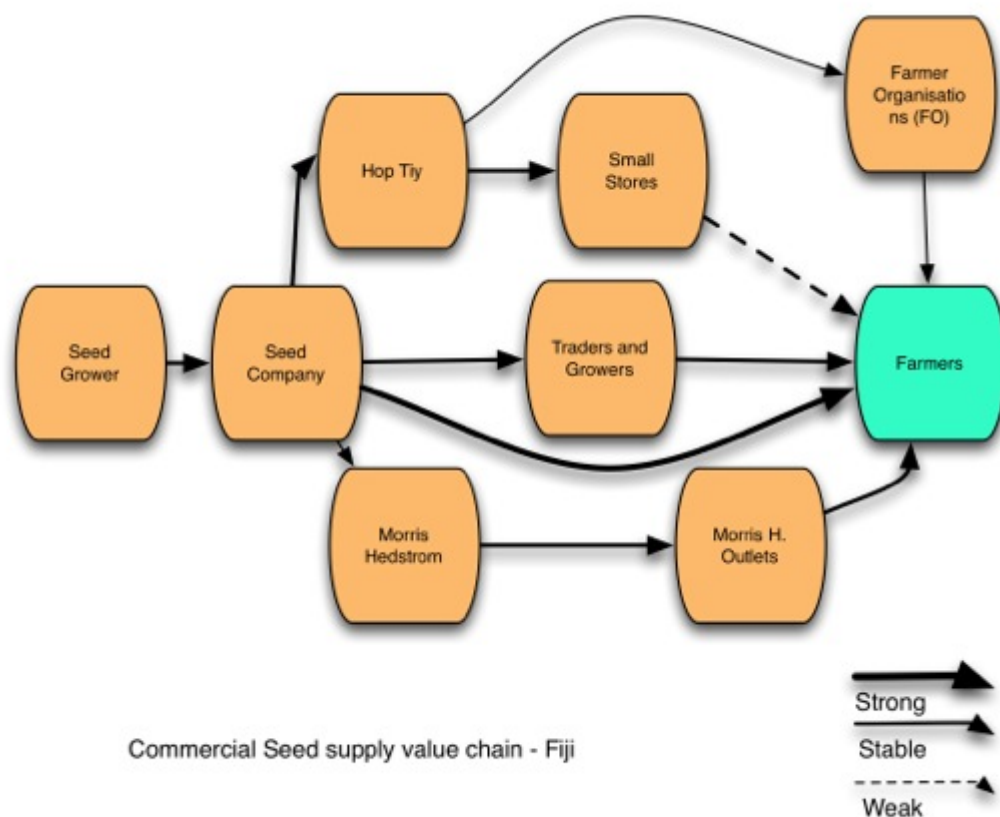 Farmer
Organisatio
ns (FO)
Hop Tiy
Small
Stores
Seed
Grower
Seed
Company
Traders and
Growers
Farmers
Morris
Hedstrom
Morris H.
Outlets
Strong
Stable
Weak
Commercial Seed supply value chain - Fiji